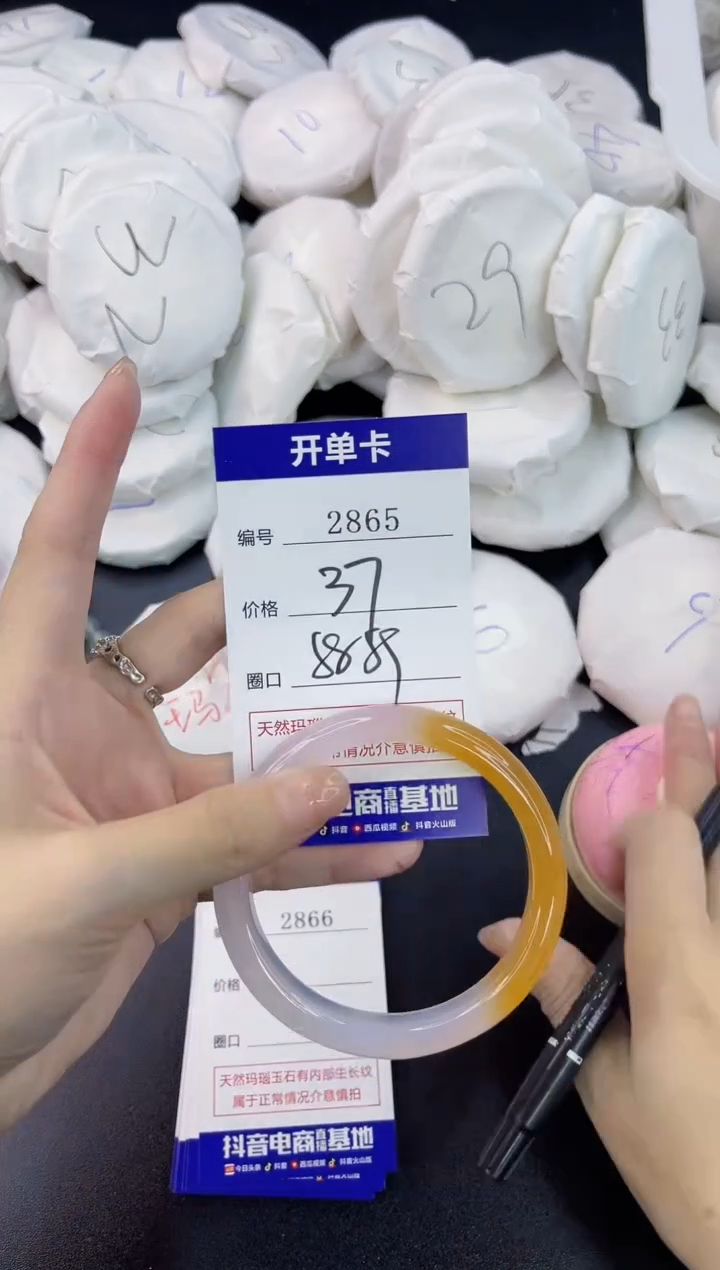 10
29
33
开单卡
编号 2865
价格 37
圈口 58 59
天然玛瑙
情况介意慎拍
电商直播基地
抖音 西瓜视频 抖音火山版
9
2866
价格
圈口
天然玛瑙玉石有内部生长纹
属于正常情况介意慎拍
抖音电商直播基地
今日头条 抖音 西瓜视频 抖音火山版